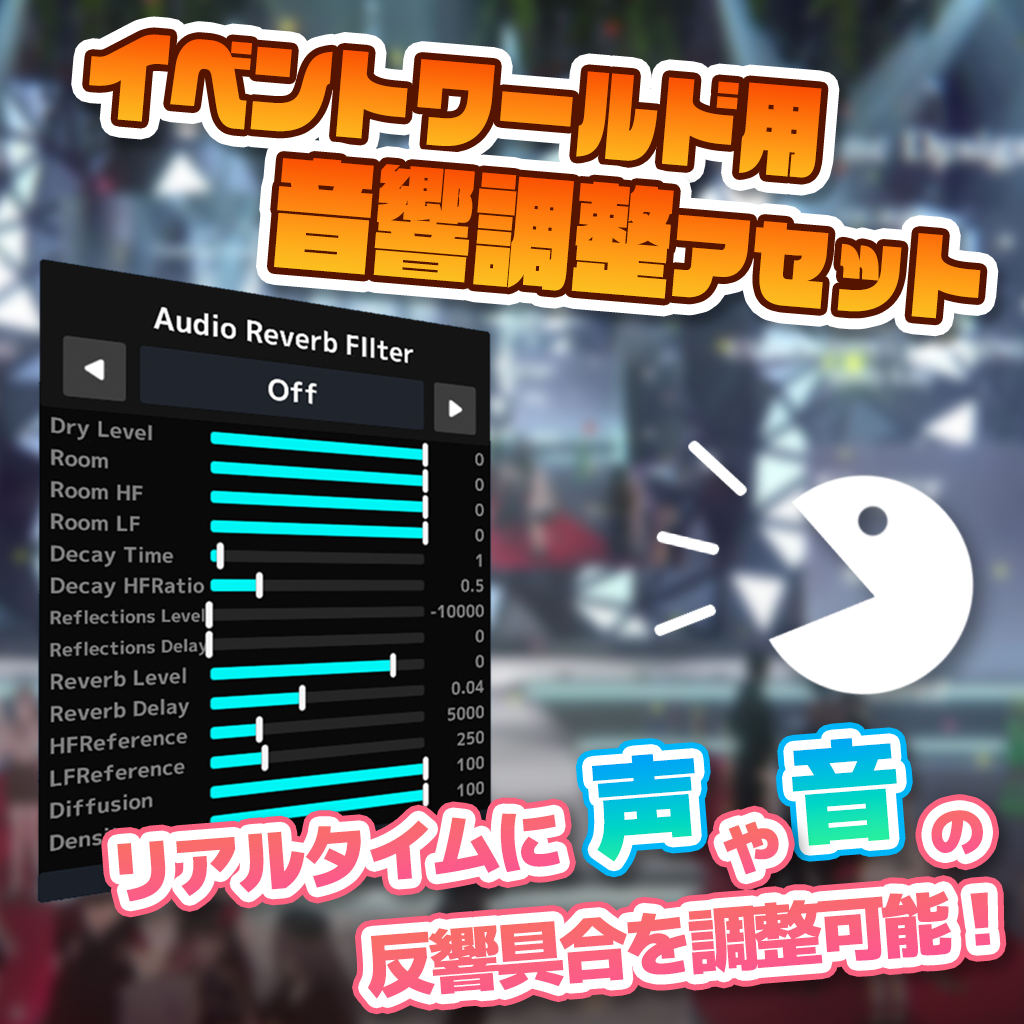 イベントワールド用
音響調整アセット
Audio Reverb FIlter
Off
Dry Level 0
Room 0
Room HF 0
Room LF 0
Decay Time 1
Decay HFRatio 0.5
Reflections Level -10000
Reflections Delay 0
Reverb Level 0
Reverb Delay 0.04
HFReference 5000
LFReference 250
Diffusion 100
100
リアルタイムに声や音の
反響具合を調整可能！